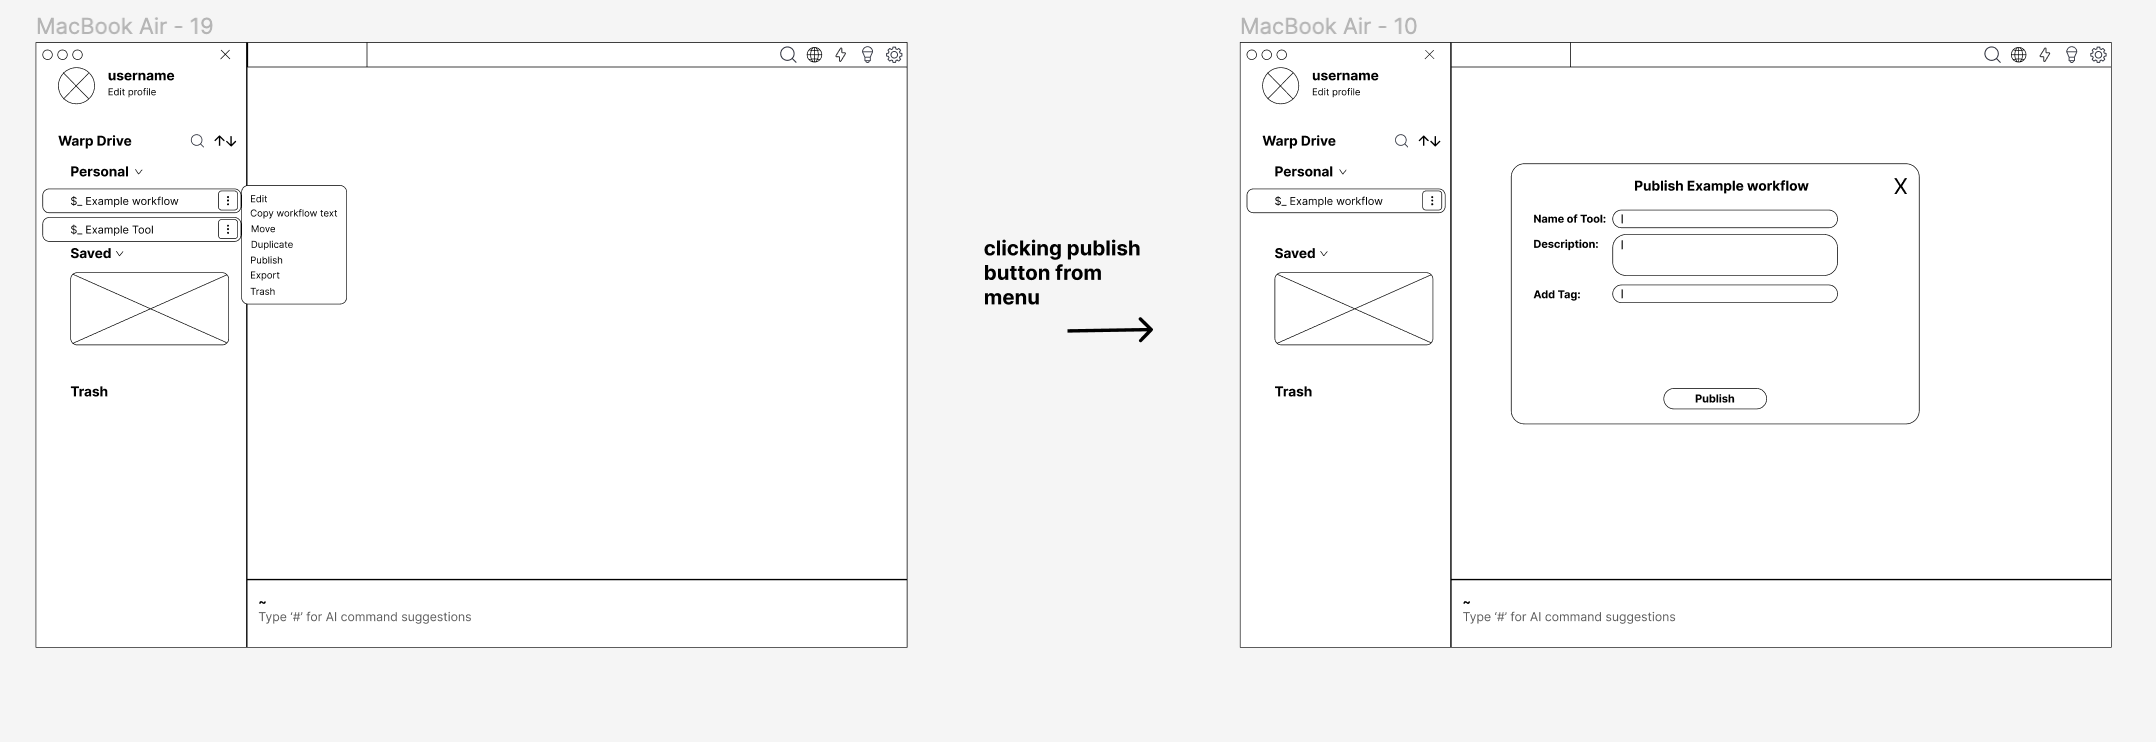 MacBook Air - 19
username
Edit profile
Warp Drive
Personal
$_ Example workflow
$_ Example Tool
Saved
Trash
Edit
Copy workflow text
Move
Duplicate
Publish
Export
Trash
~
Type '#' for AI command suggestions
clicking publish
button from
menu
MacBook Air - 10
username
Edit profile
Warp Drive
Personal
$_ Example workflow
Saved
Trash
Publish Example workflow
X
Name of Tool:
Description:
Add Tag:
Publish
~
Type '#' for AI command suggestions